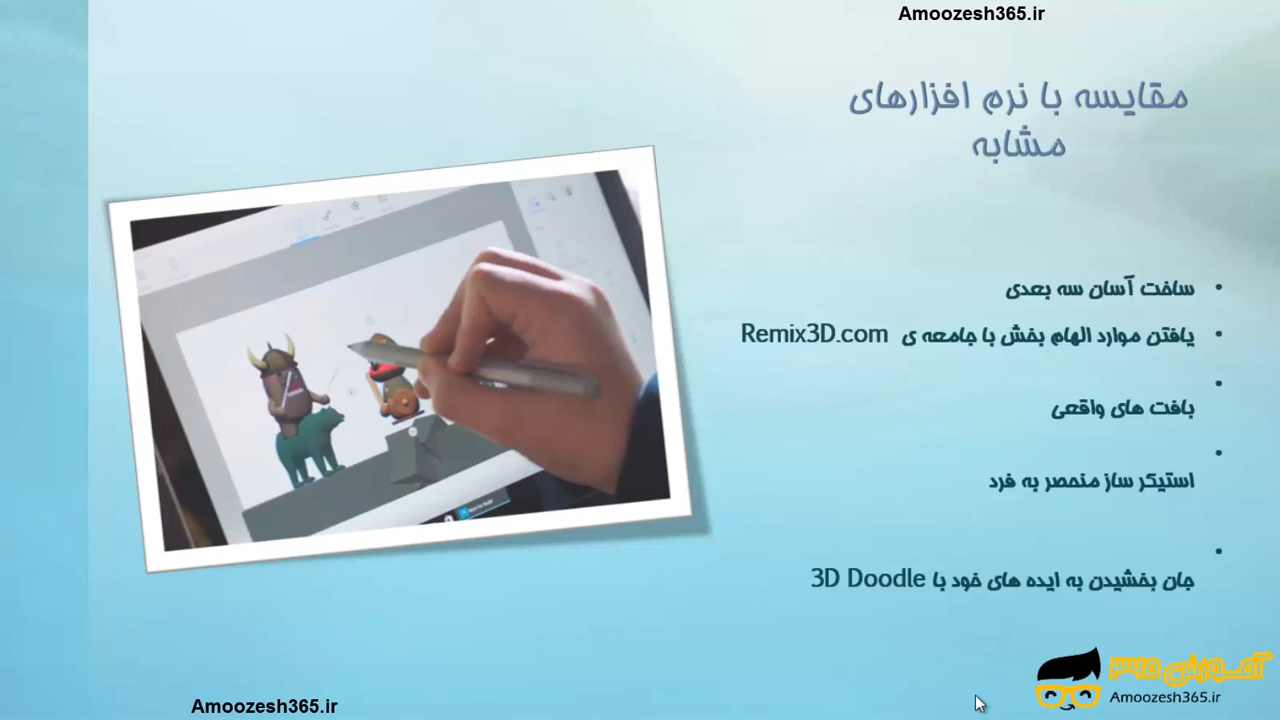 Amoozesh365.ir
مقایسه با نرم افزارهای
مشابه
• ساخت آسان سه بعدی
• یافتن موارد الهام بخش با جامعه ی Remix3D.com
• بافت های واقعی
• استیکر ساز منحصر به فرد
• جان بخشیدن به ایده های خود با 3D Doodle
آموزش ۳۶۵
Amoozesh365.ir
Amoozesh365.ir